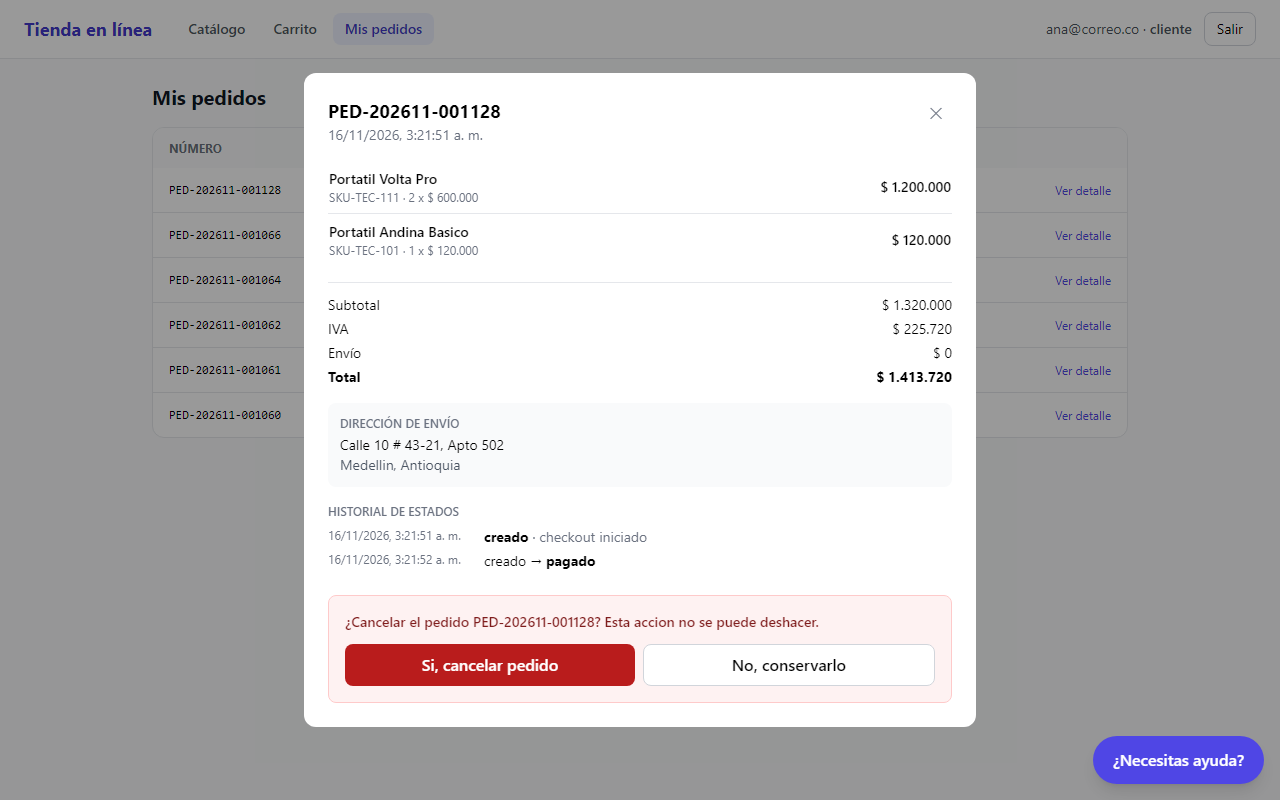 Tienda en línea Catálogo Carrito Mis pedidos ana@correo.co · cliente Salir
Mis pedidos
NÚMERO
PED-202611-001128 Ver detalle
PED-202611-001066 Ver detalle
PED-202611-001064 Ver detalle
PED-202611-001062 Ver detalle
PED-202611-001061 Ver detalle
PED-202611-001060 Ver detalle
PED-202611-001128
16/11/2026, 3:21:51 a. m.
Portatil Volta Pro $ 1.200.000
SKU-TEC-111 · 2 x $ 600.000
Portatil Andina Basico $ 120.000
SKU-TEC-101 · 1 x $ 120.000
Subtotal $ 1.320.000
IVA $ 225.720
Envío $ 0
Total $ 1.413.720
DIRECCIÓN DE ENVÍO
Calle 10 # 43-21, Apto 502
Medellin, Antioquia
HISTORIAL DE ESTADOS
16/11/2026, 3:21:51 a. m. creado · checkout iniciado
16/11/2026, 3:21:52 a. m. creado → pagado
¿Cancelar el pedido PED-202611-001128? Esta accion no se puede deshacer.
Si, cancelar pedido No, conservarlo
¿Necesitas ayuda?